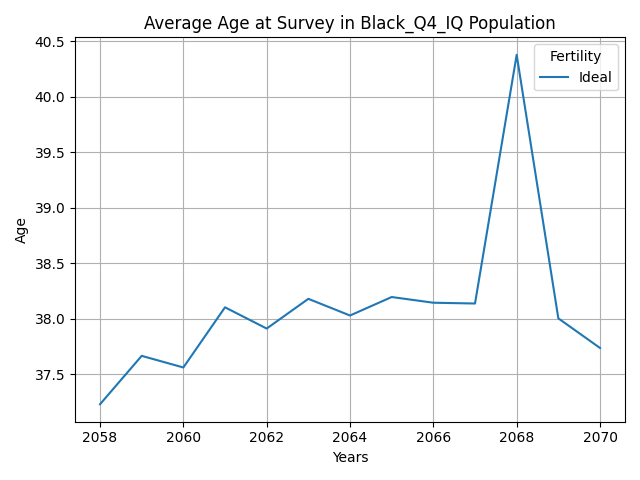 Average Age at Survey in Black_Q4_IQ Population
Fertility
Ideal
40.5
40.0
39.5
39.0
38.5
38.0
37.5
Age
2058 2060 2062 2064 2066 2068 2070
Years